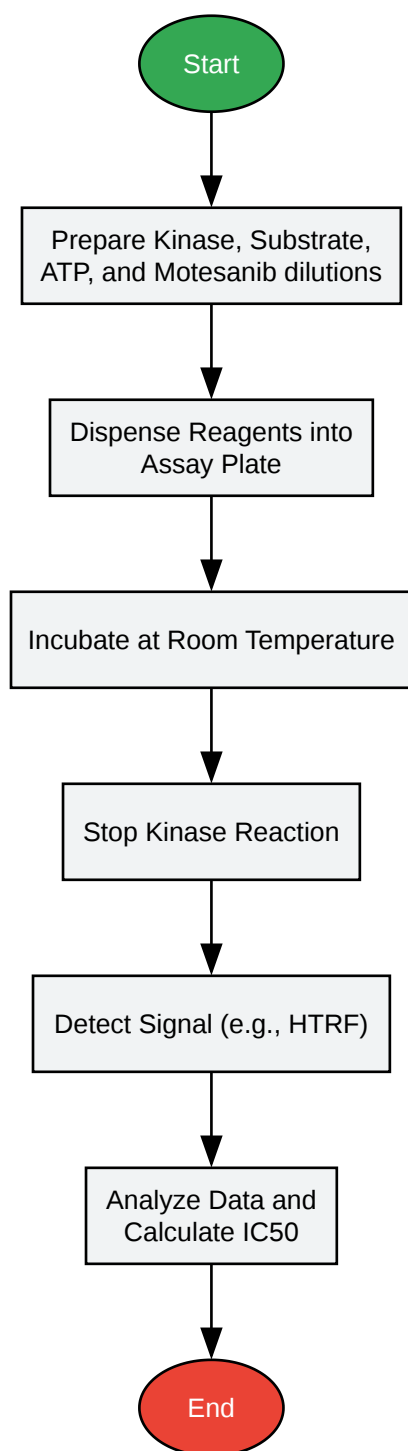 Start
Prepare Kinase, Substrate,
ATP, and Motesanib dilutions
Dispense Reagents into
Assay Plate
Incubate at Room Temperature
Stop Kinase Reaction
Detect Signal (e.g., HTRF)
Analyze Data and
Calculate IC50
End